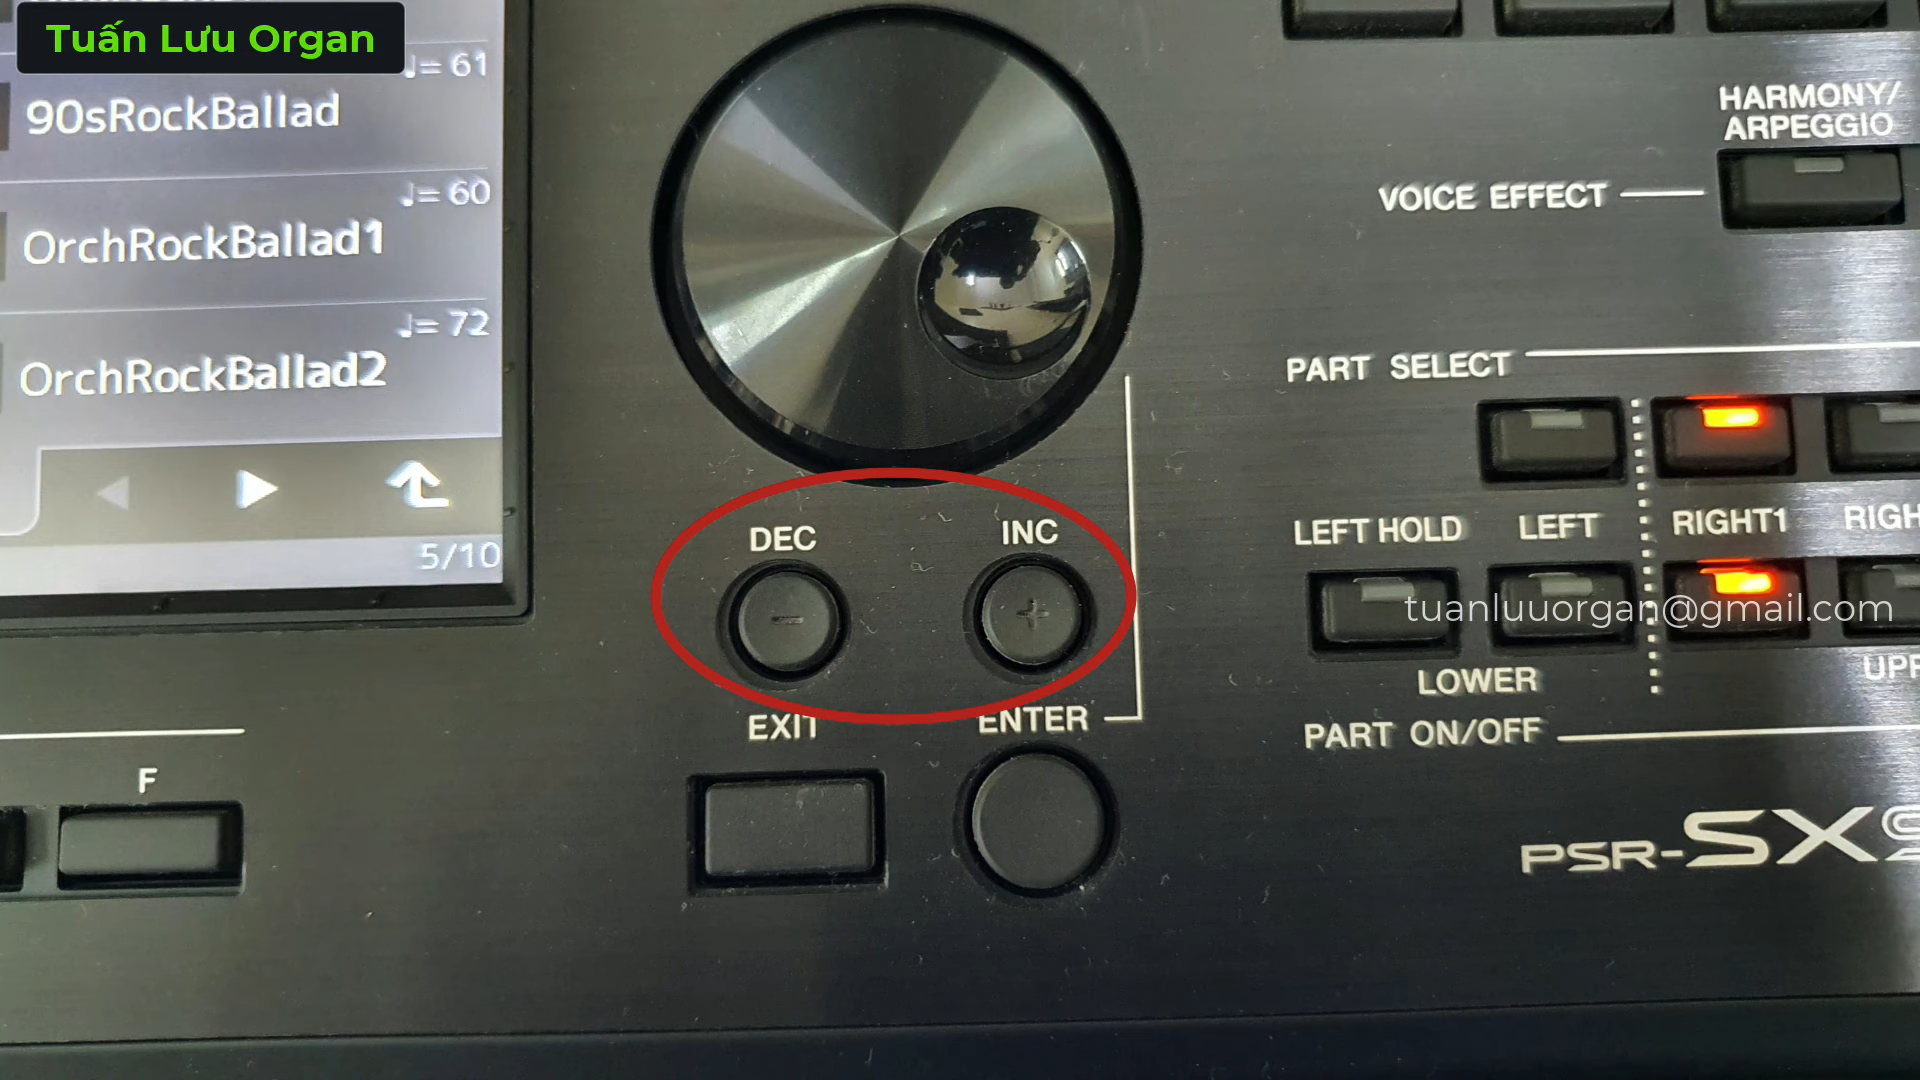 Tuấn Lưu Organ
♩= 61
90sRockBallad
♩= 60
OrchRockBallad1
♩= 72
OrchRockBallad2
5/10
F
DEC
INC
-
+
EXIT
ENTER
HARMONY/
ARPEGGIO
VOICE EFFECT
PART SELECT
LEFT HOLD
LEFT
RIGHT1
tuanluuorgan@gmail.com
LOWER
PART ON/OFF
PSR-SX